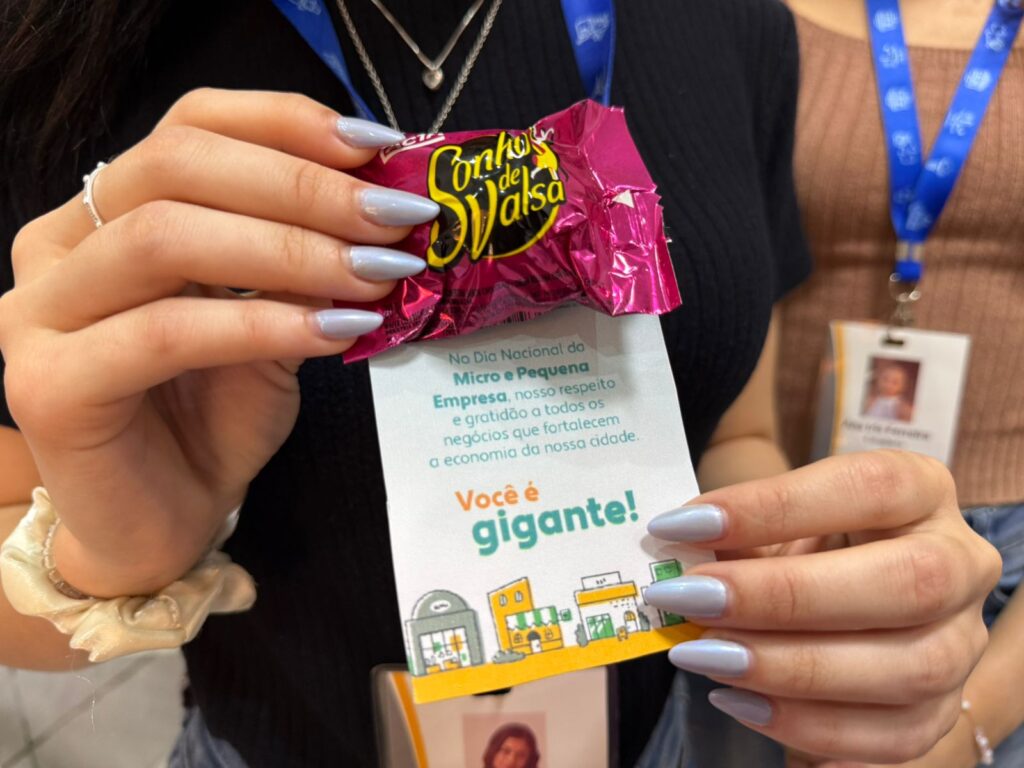 Sonho
de
Valsa
No Dia Nacional da
Micro e Pequena
Empresa, nosso respeito
e gratidão a todos os
negócios que fortalecem
a economia da nossa cidade.
Você é
gigante!